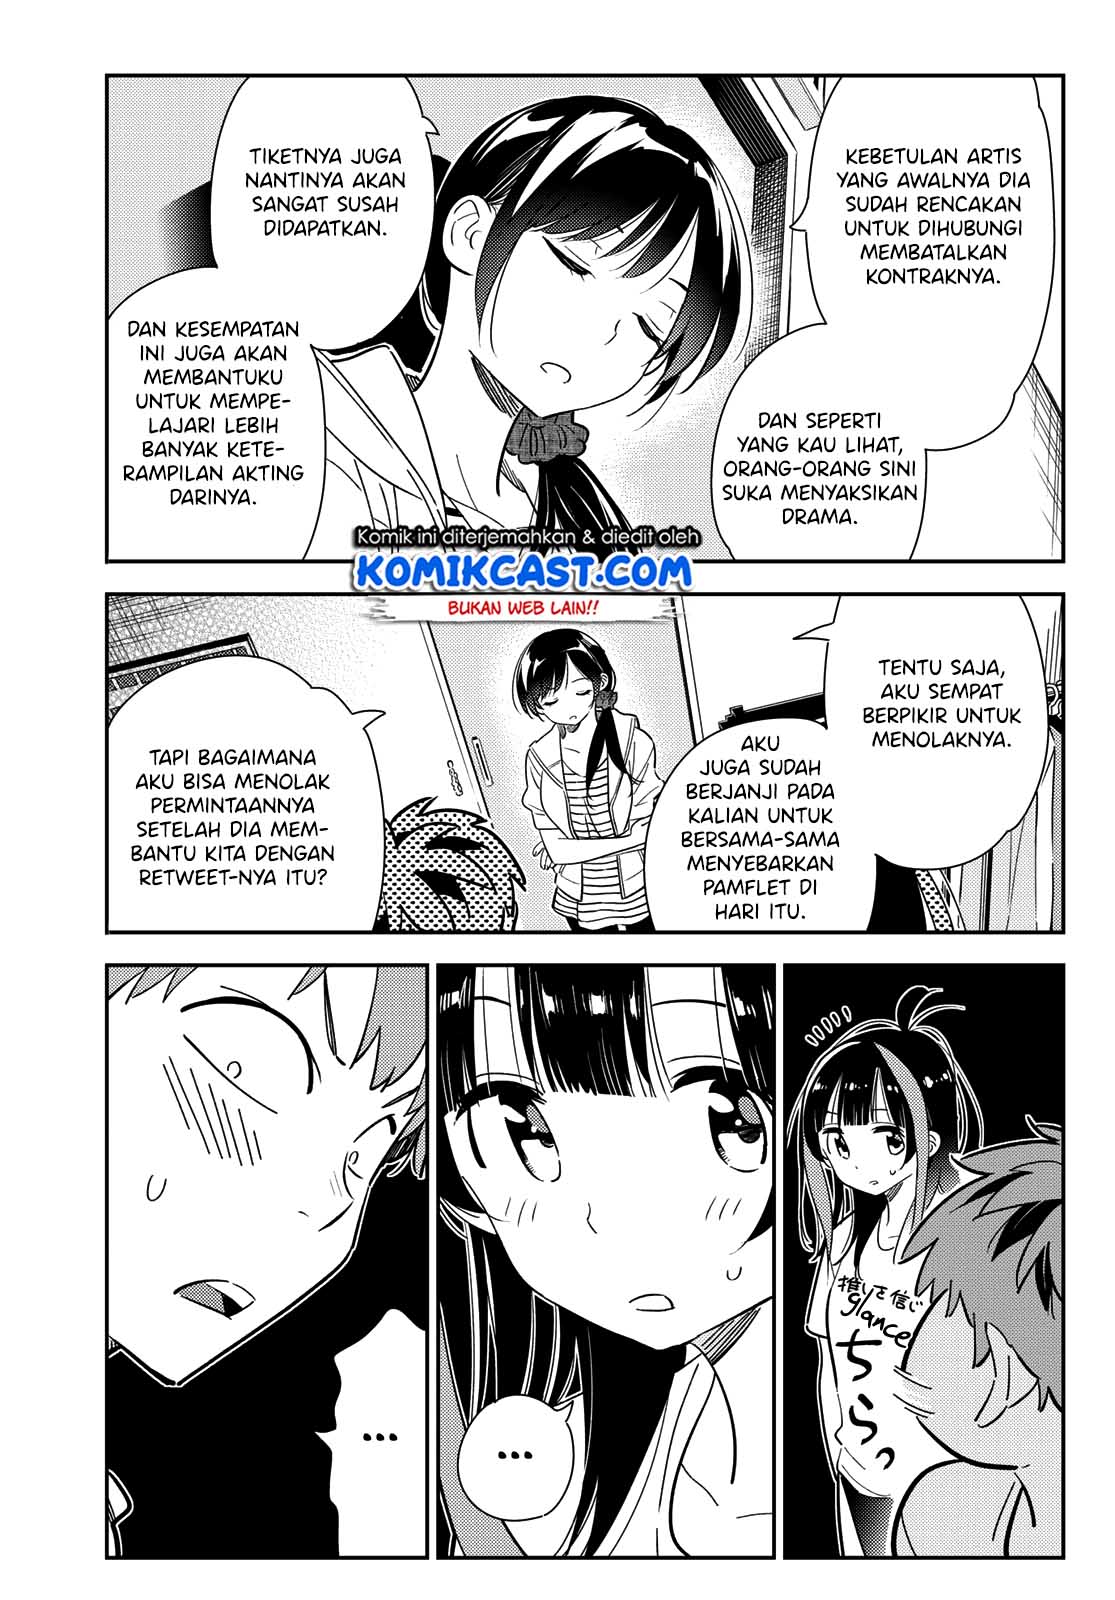 KEBETULAN ARTIS
YANG AWALNYA DIA
SUDAH RENCAKAN
UNTUK DIHUBUNGI
MEMBATALKAN
KONTRAKNYA.
DAN SEPERTI
YANG KAU LIHAT,
ORANG-ORANG SINI
SUKA MENYAKSIKAN
DRAMA.
TIKETNYA JUGA
NANTINYA AKAN
SANGAT SUSAH
DIDAPATKAN.
DAN KESEMPATAN
INI JUGA AKAN
MEMBANTUKU
UNTUK MEMPE-
LAJARI LEBIH
BANYAK KETE-
RAMPILAN AKTING
DARINYA.
Komik ini diterjemahkan & diedit oleh
KOMIKCAST.COM
BUKAN WEB LAIN!!
TENTU SAJA,
AKU SEMPAT
BERPIKIR UNTUK
MENOLAKNYA.
AKU
JUGA SUDAH
BERJANJI PADA
KALIAN UNTUK
BERSAMA-SAMA
MENYEBARKAN
PAMFLET DI
HARI ITU.
TAPI BAGAIMANA
AKU BISA MENOLAK
PERMINTAANNYA
SETELAH DIA MEM-
BANTU KITA DENGAN
RETWEET-NYA ITU?
推しを信じ
glance
ちらっ
...
...